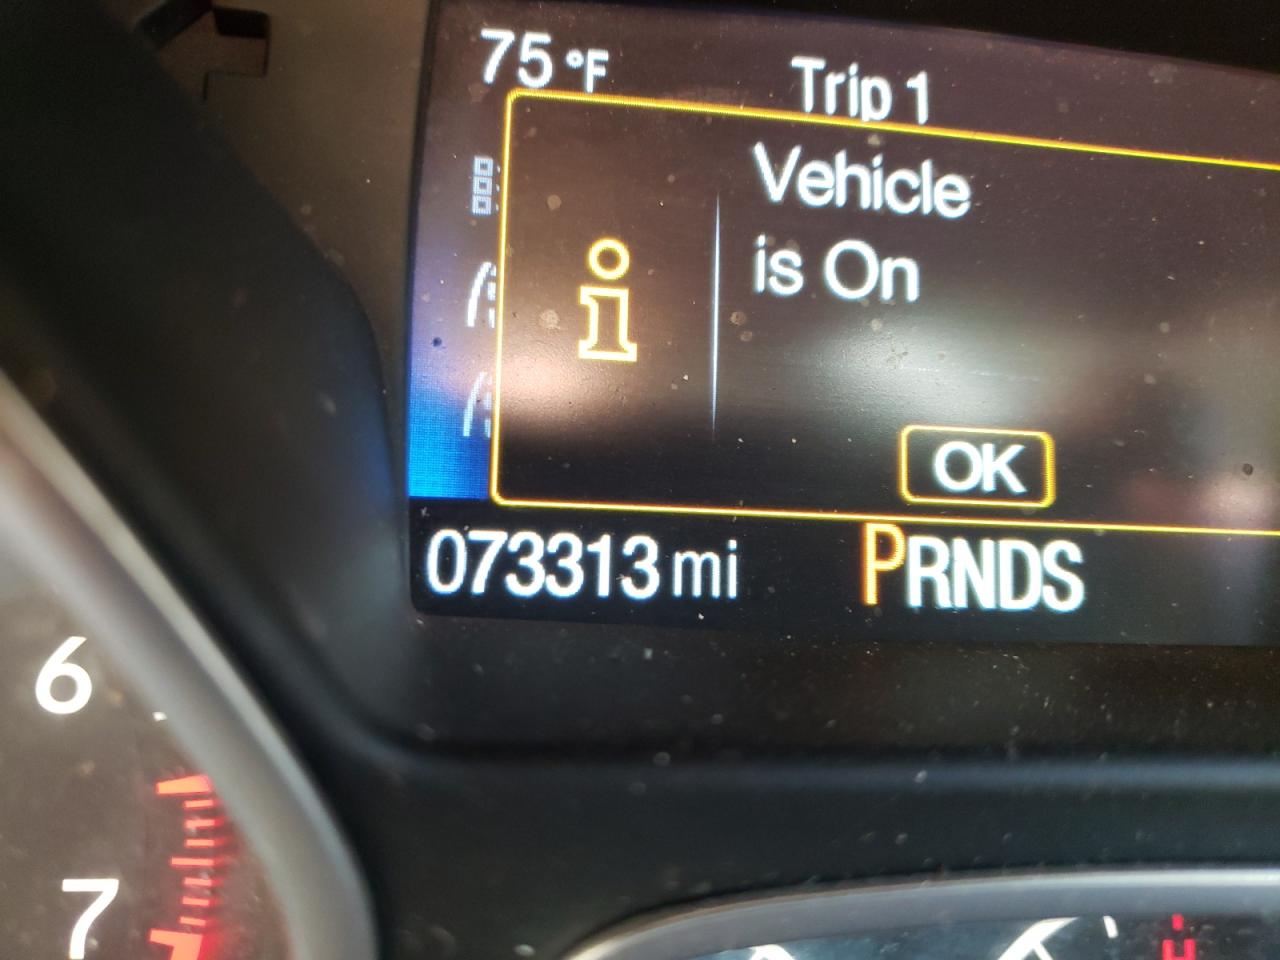 75 °F
Trip 1
Vehicle
is On
i
OK
073313 mi PRNDS
6
7